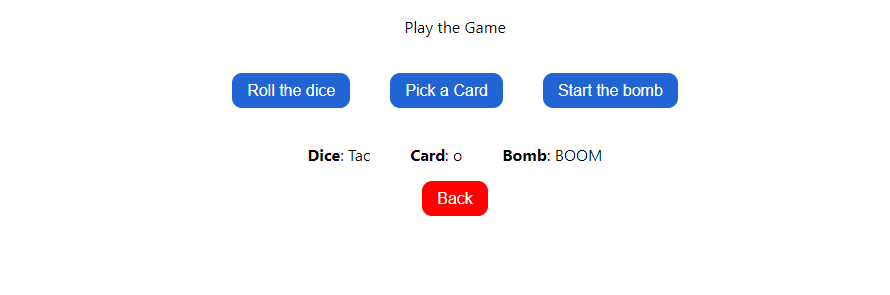 Play the Game
Roll the dice Pick a Card Start the bomb
Dice: Tac Card: o Bomb: BOOM
Back